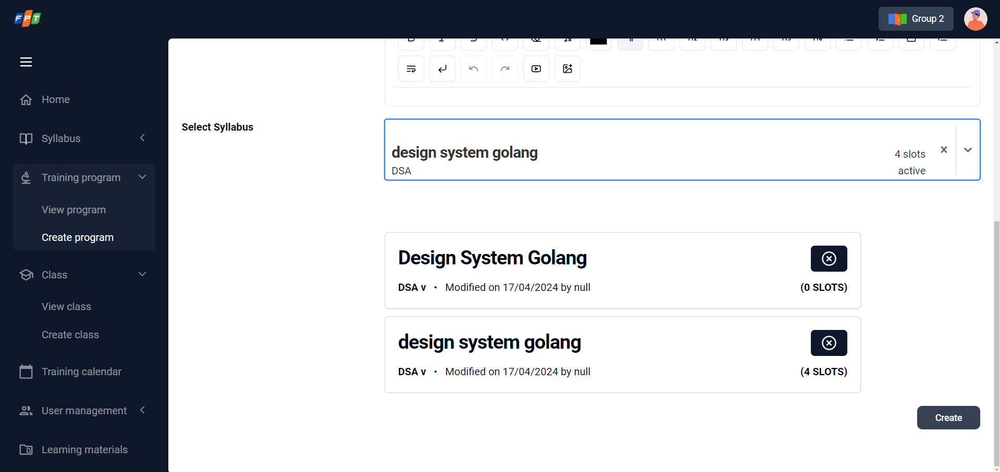 FPT
Group 2
Home
Syllabus
Training program
View program
Create program
Class
View class
Create class
Training calendar
User management
Learning materials
Select Syllabus
design system golang
4 slots
DSA
active
Design System Golang
DSA v • Modified on 17/04/2024 by null
(0 SLOTS)
design system golang
DSA v • Modified on 17/04/2024 by null
(4 SLOTS)
Create